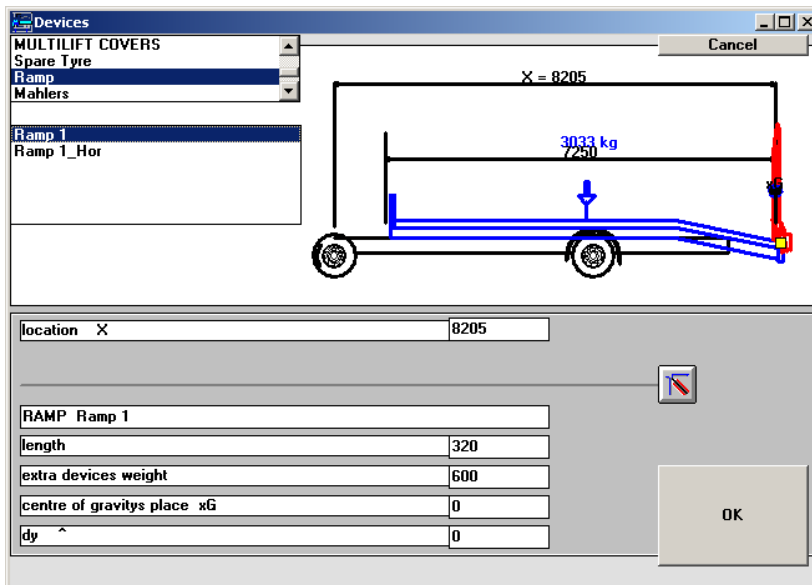 Devices
MULTILIFT COVERS
Spare Tyre
Ramp
Mahlers
Cancel
Ramp 1
Ramp 1_Hor
X = 8205
3033 kg
7250
xG
location X
8205
RAMP Ramp 1
length
320
extra devices weight
600
centre of gravitys place xG
0
dy ^
0
OK